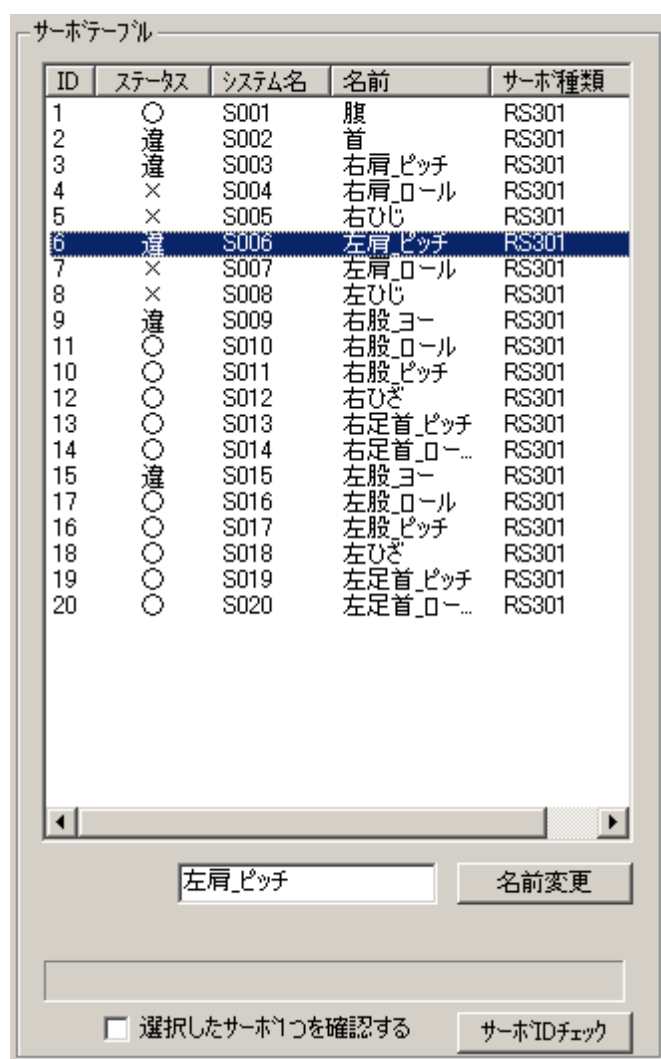 サーボテーブル
ID ステータス システム名 名前 サーボ種類
1 ○ S001 腹 RS301
2 違 S002 首 RS301
3 違 S003 右肩_ピッチ RS301
4 × S004 右肩_ロール RS301
5 × S005 右ひじ RS301
6 違 S006 左肩_ピッチ RS301
7 × S007 左肩_ロール RS301
8 × S008 左ひじ RS301
9 違 S009 右股_ヨー RS301
11 ○ S010 右股_ロール RS301
10 ○ S011 右股_ピッチ RS301
12 ○ S012 右ひざ RS301
13 ○ S013 右足首_ピッチ RS301
14 ○ S014 右足首_ロー... RS301
15 違 S015 左股_ヨー RS301
17 ○ S016 左股_ロール RS301
16 ○ S017 左股_ピッチ RS301
18 ○ S018 左ひざ RS301
19 ○ S019 左足首_ピッチ RS301
20 ○ S020 左足首_ロー... RS301
左肩_ピッチ 名前変更
選択したサーボ1つを確認する サーボIDチェック